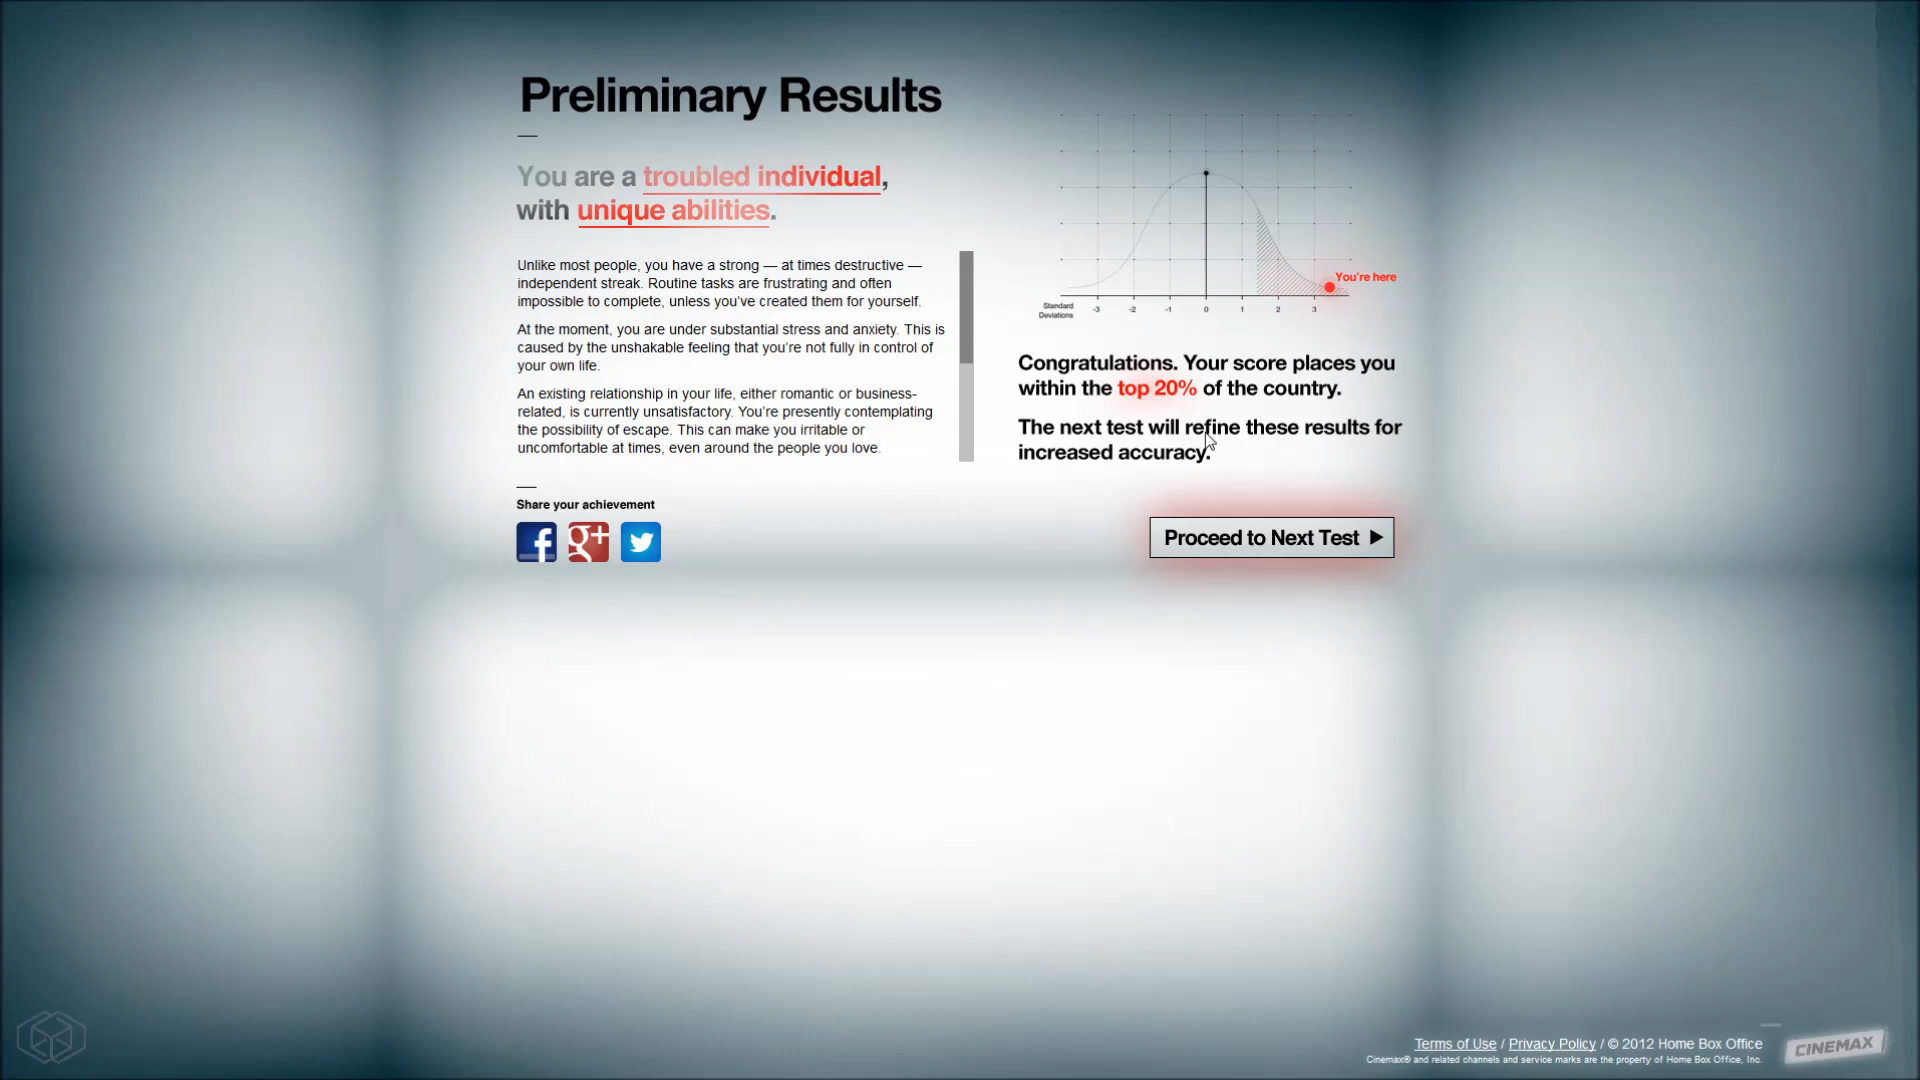 Preliminary Results
You are a troubled individual,
with unique abilities.
Unlike most people, you have a strong — at times destructive —
independent streak. Routine tasks are frustrating and often
impossible to complete, unless you've created them for yourself.
At the moment, you are under substantial stress and anxiety. This is
caused by the unshakable feeling that you're not fully in control of
your own life.
An existing relationship in your life, either romantic or business-
related, is currently unsatisfactory. You're presently contemplating
the possibility of escape. This can make you irritable or
uncomfortable at times, even around the people you love.
Share your achievement
f g+
You're here
Standard
Deviations
-3 -2 -1 0 1 2 3
Congratulations. Your score places you
within the top 20% of the country.
The next test will refine these results for
increased accuracy.
Proceed to Next Test
Terms of Use / Privacy Policy / © 2012 Home Box Office
Cinemax® and related channels and service marks are the property of Home Box Office, Inc.
CINEMAX